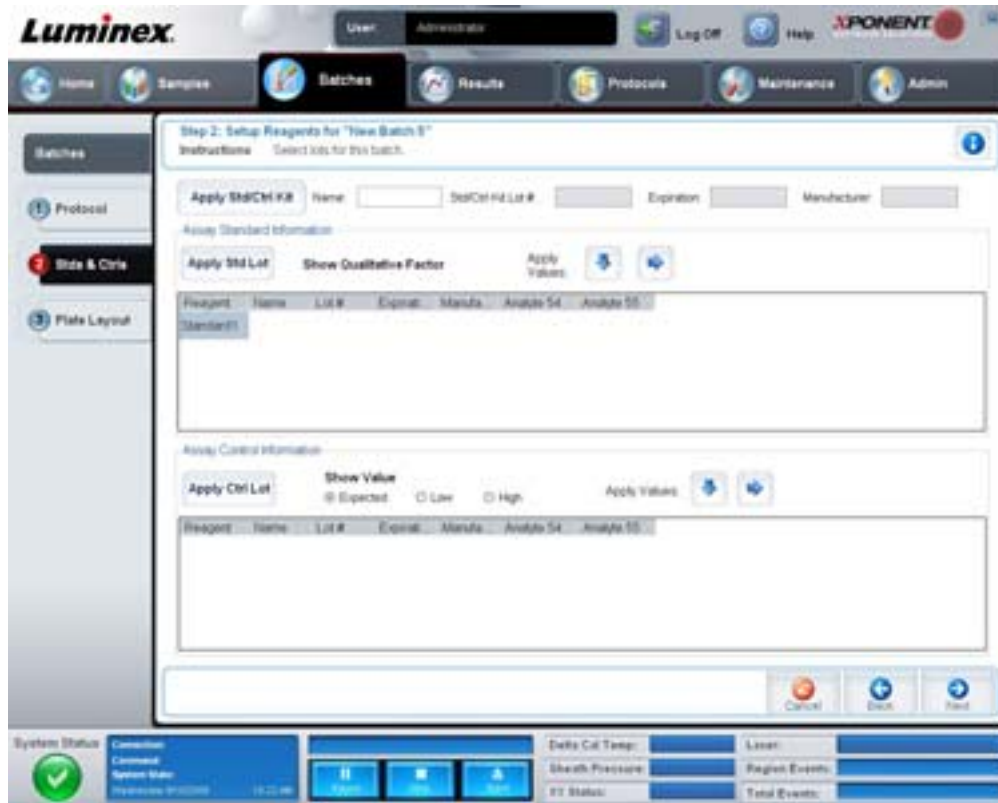 Luminex.
User: Administrator
Log Off
Help
XPONENT
Home
Samples
Batches
Results
Protocols
Maintenance
Admin
Batches
1 Protocol
2 Stds & Ctrls
3 Plate Layout
Step 2: Setup Reagents for "New Batch 5"
Instructions Select kits for this batch.
Apply Std/Ctrl Kit Name Std/Ctrl Kit Lot # Expiration Manufacturer
Assay Standard Information
Apply Std Lot Show Qualitative Factor Apply Values:
Reagent Name Lot # Expirat... Manufa... Analyte 54 Analyte 55
Standard1
Assay Control Information
Apply Ctrl Lot Show Value
Expected Low High Apply Values:
Reagent Name Lot # Expirat... Manufa... Analyte 54 Analyte 55
Cancel Back Next
System Status
Connection:
Command:
System State:
Delta Cal Temp:
Sheath Pressure:
XY Status:
Laser:
Region Events:
Total Events: